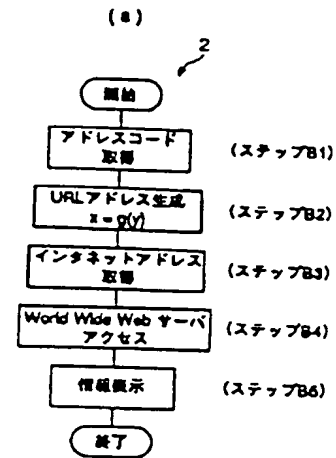 (a)
2
開始
アドレスコード
取得
(ステップB1)
URLアドレス生成
x = g(y)
(ステップB2)
インタネットアドレス
取得
(ステップB3)
World Wide Web サーバ
アクセス
(ステップB4)
情報表示
(ステップB5)
終了